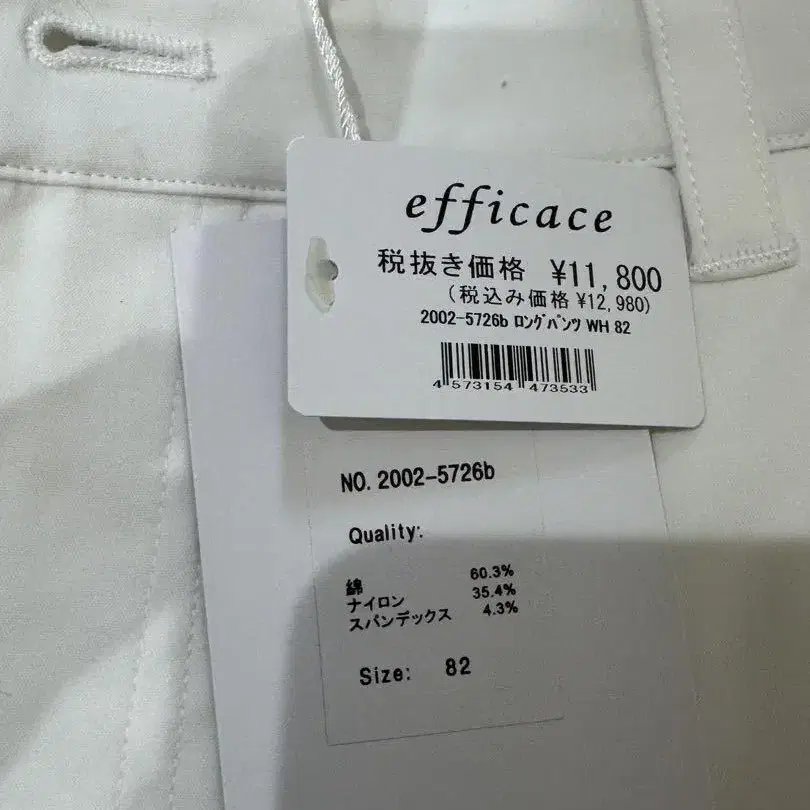 efficace
税抜き価格 ¥11,800
(税込み価格 ¥12,980)
2002-5726b ﾛﾝｸﾞﾊﾟﾝﾂ WH 82
4 573154 473533
NO. 2002-5726b
Quality:
綿 60.3%
ナイロン 35.4%
スパンデックス 4.3%
Size: 82